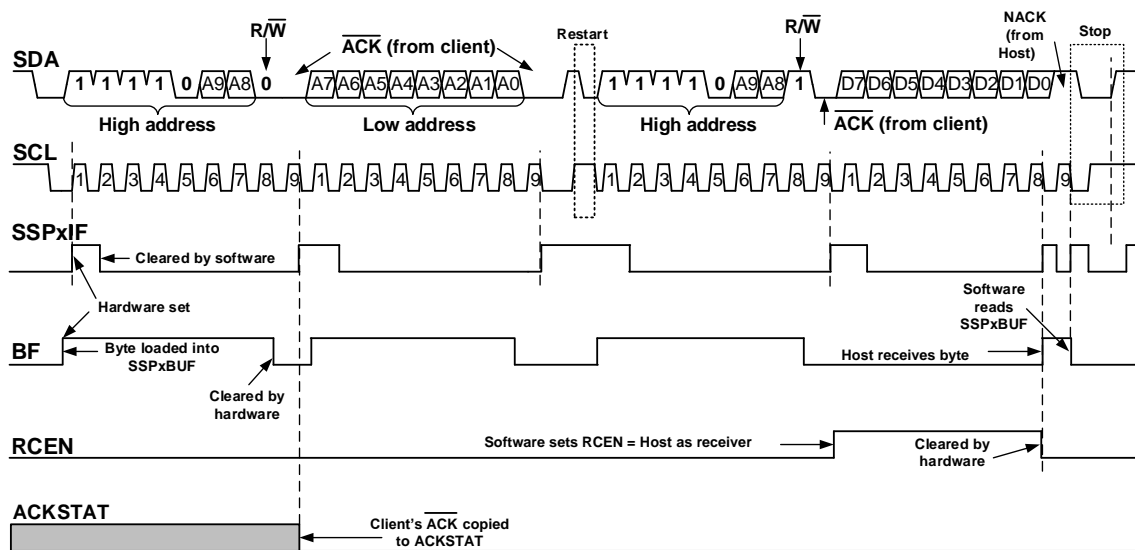 R/W
ACK (from client)
Restart
R/W
NACK
(from
Host)
Stop
SDA
1 1 1 1 0 A9 A8 0 A7 A6 A5 A4 A3 A2 A1 A0 1 1 1 1 0 A9 A8 1 D7 D6 D5 D4 D3 D2 D1 D0
High address
Low address
High address
ACK (from client)
SCL
1 2 3 4 5 6 7 8 9 1 2 3 4 5 6 7 8 9 1 2 3 4 5 6 7 8 9 1 2 3 4 5 6 7 8 9
SSPxIF
Cleared by software
Hardware set
Software
reads
SSPxBUF
BF
Byte loaded into
SSPxBUF
Host receives byte
Cleared by
hardware
RCEN
Software sets RCEN = Host as receiver
Cleared by
hardware
ACKSTAT
Client's ACK copied
to ACKSTAT